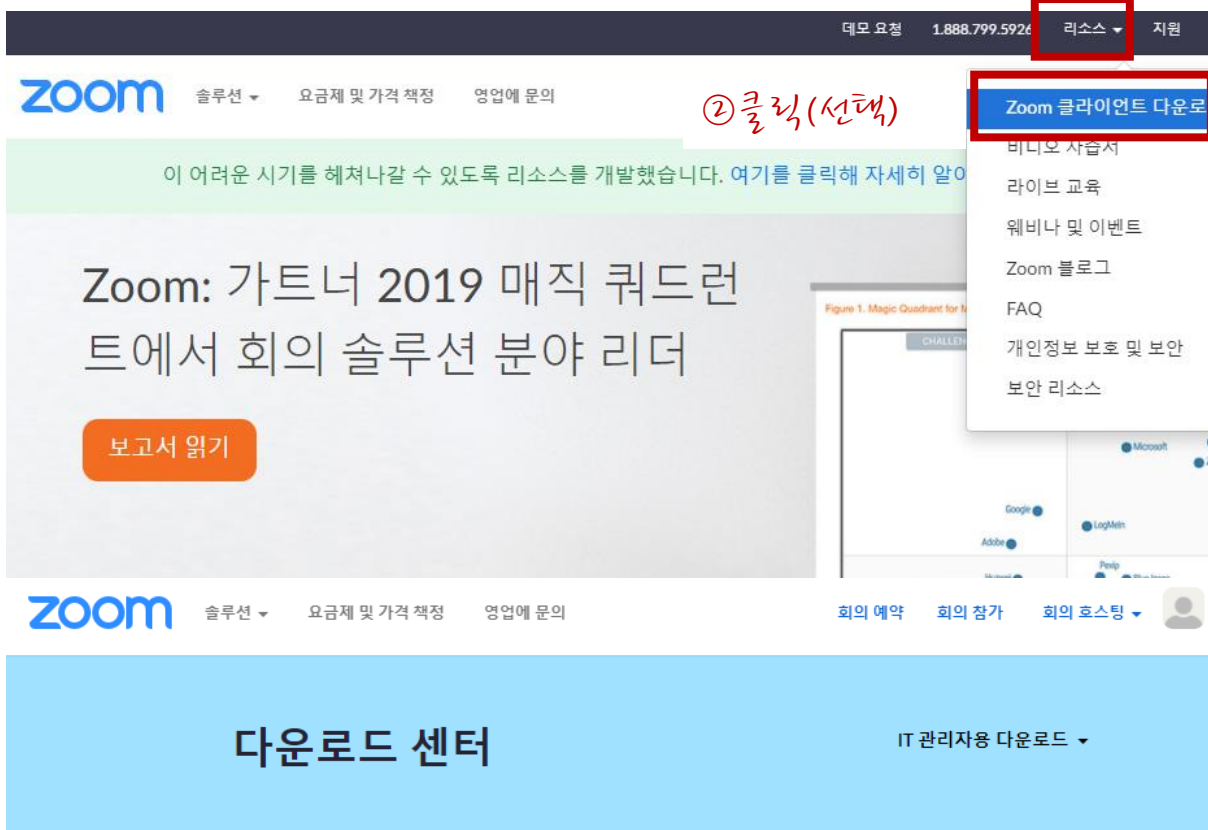 데모 요청 1.888.799.5926 리소스 지원
zoom 솔루션 요금제 및 가격 책정 영업에 문의
②클릭(선택)
Zoom 클라이언트 다운로
비디오 자습서
이 어려운 시기를 헤쳐나갈 수 있도록 리소스를 개발했습니다. 여기를 클릭해 자세히 알아
라이브 교육
웨비나 및 이벤트
Zoom 블로그
FAQ
개인정보 보호 및 보안
보안 리소스
Zoom: 가트너 2019 매직 쿼드런
트에서 회의 솔루션 분야 리더
보고서 읽기
Figure 1. Magic Quadrant for M
CHALLEN
Microsoft
Google
LogMeIn
Adobe
Pexip
zoom 솔루션 요금제 및 가격 책정 영업에 문의 회의 예약 회의 참가 회의 호스팅
다운로드 센터 IT 관리자용 다운로드